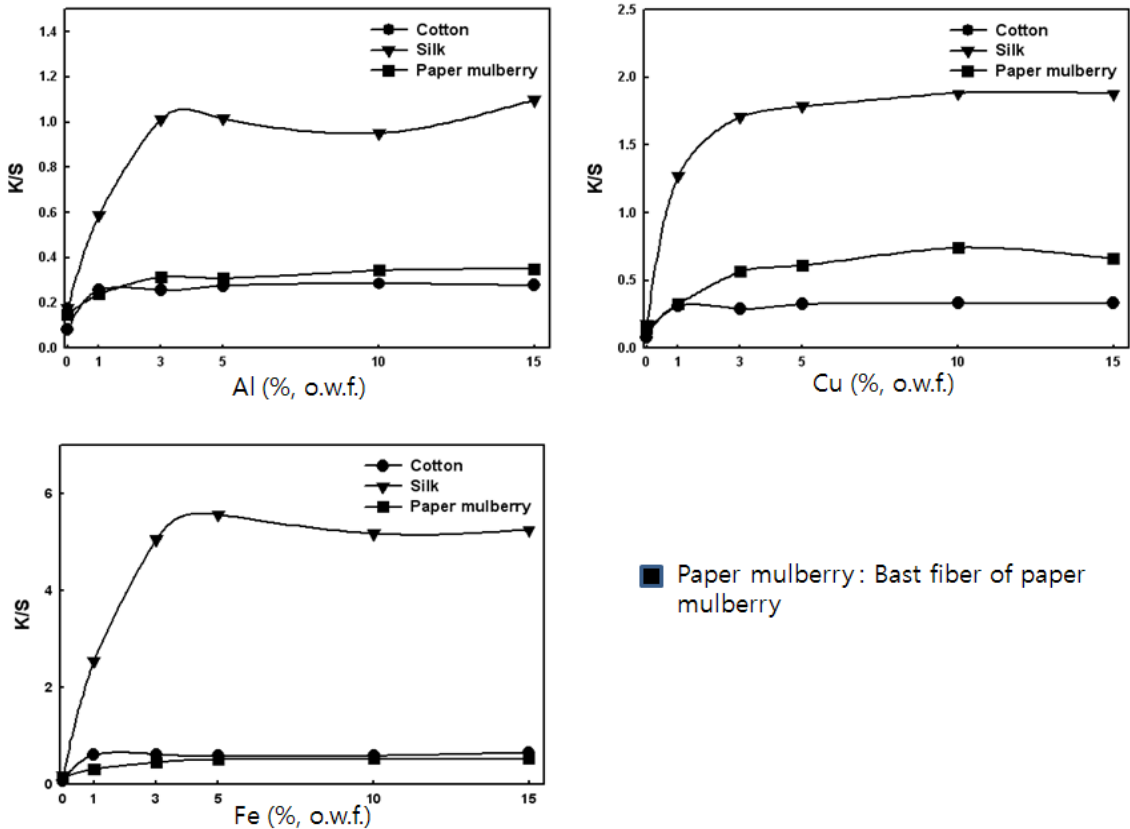 Cotton
Silk
Paper mulberry
K/S
1.4
1.2
1.0
0.8
0.6
0.4
0.2
0.0
0 1 3 5 10 15
Al (%, o.w.f.)
Cotton
Silk
Paper mulberry
K/S
2.5
2.0
1.5
1.0
0.5
0.0
0 1 3 5 10 15
Cu (%, o.w.f.)
Cotton
Silk
Paper mulberry
K/S
6
4
2
0
0 1 3 5 10 15
Fe (%, o.w.f.)
Paper mulberry : Bast fiber of paper
mulberry